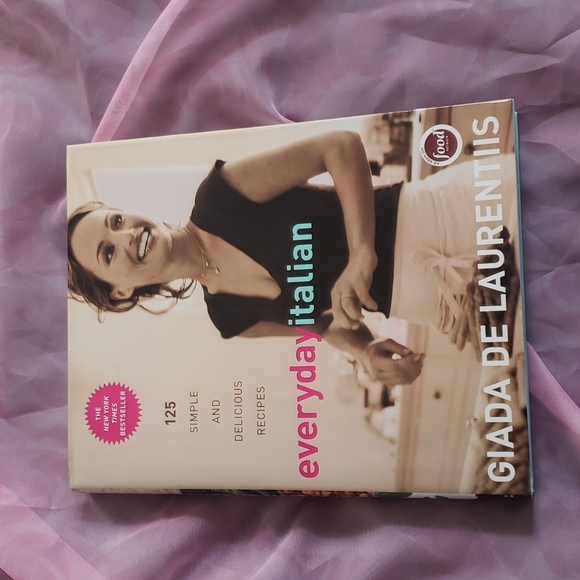 THE
NEW YORK
TIMES
BESTSELLER
125
SIMPLE
AND
DELICIOUS
RECIPES
everydayitalian
food
GIADA DE LAURENTIIS